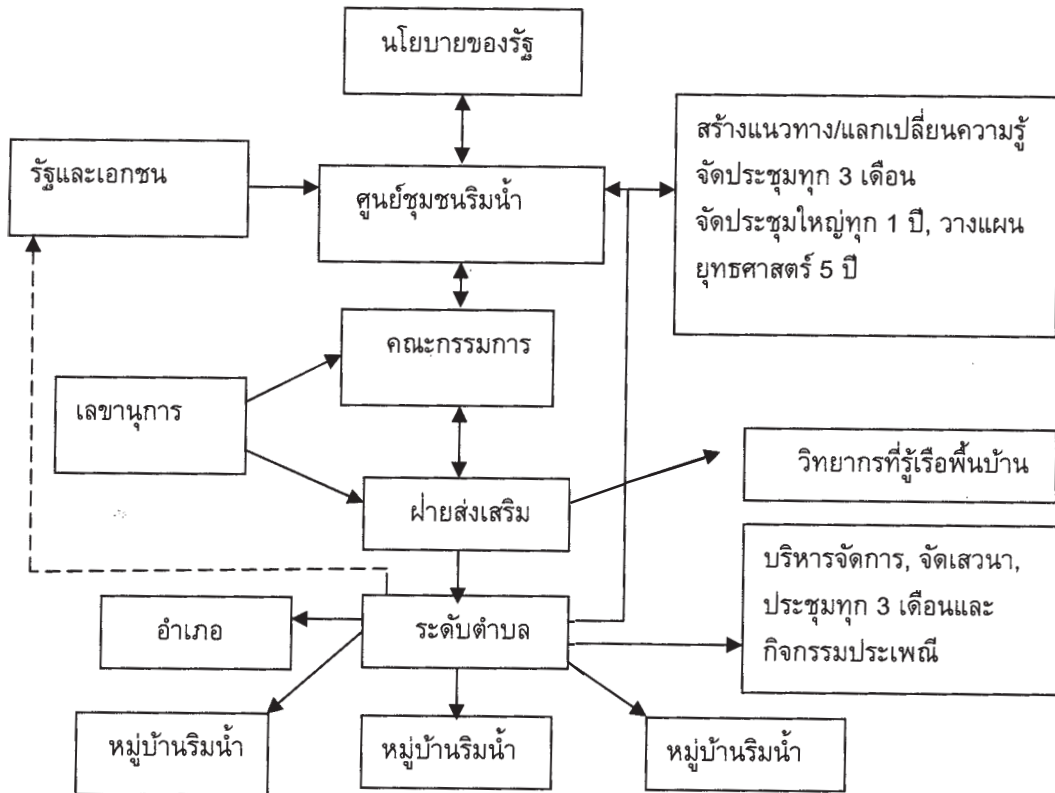 นโยบายของรัฐ
รัฐและเอกชน
ศูนย์ชุมชนริมน้ำ
สร้างแนวทาง/แลกเปลี่ยนความรู้
จัดประชุมทุก 3 เดือน
จัดประชุมใหญ่ทุก 1 ปี, วางแผน
ยุทธศาสตร์ 5 ปี
คณะกรรมการ
เลขานุการ
วิทยากรที่รู้เรือพื้นบ้าน
ฝ่ายส่งเสริม
บริหารจัดการ, จัดเสวนา,
ประชุมทุก 3 เดือนและ
กิจกรรมประเพณี
อำเภอ
ระดับตำบล
หมู่บ้านริมน้ำ
หมู่บ้านริมน้ำ
หมู่บ้านริมน้ำ